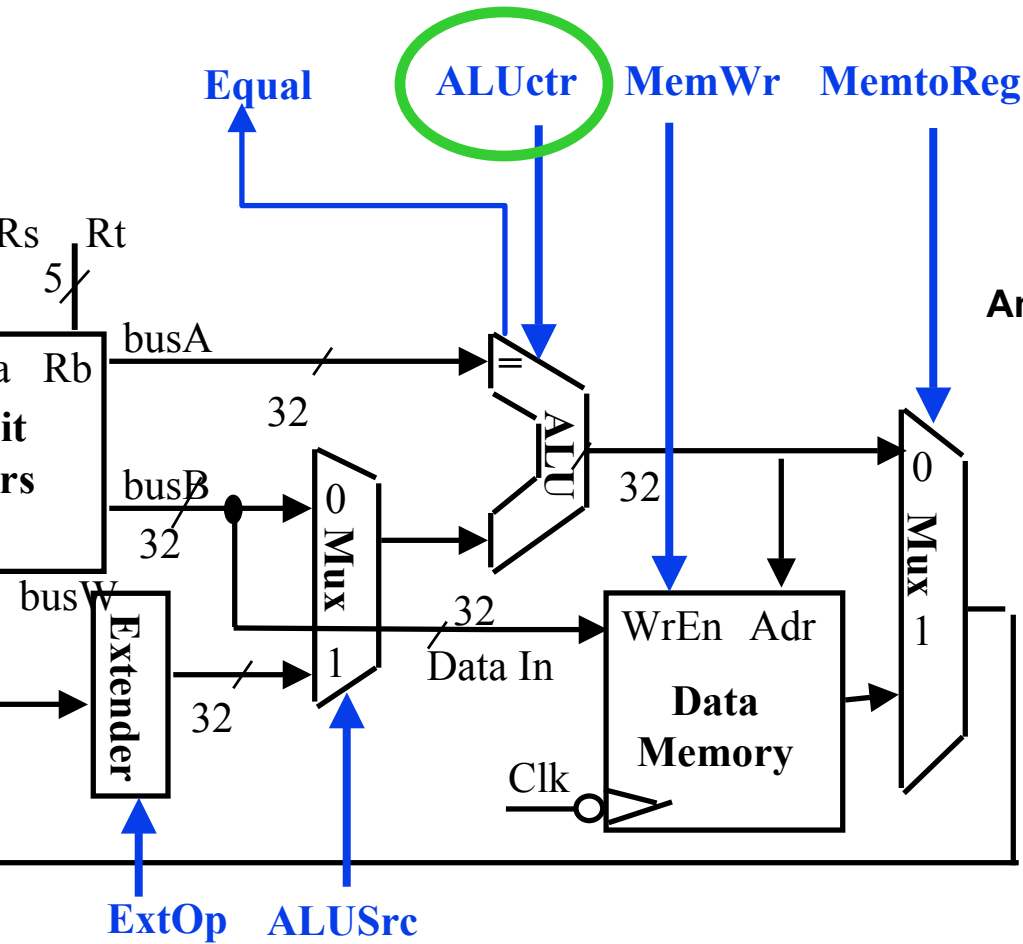 Equal ALUctr MemWr MemtoReg
Rs Rt
5
busA
=
a Rb
32
it
rs
busB
32
0
Mux
1
ALU
32
0
Mux
1
busW
Extender
32
32
Data In
WrEn Adr
Data
Memory
Clk
ExtOp ALUSrc
Ar